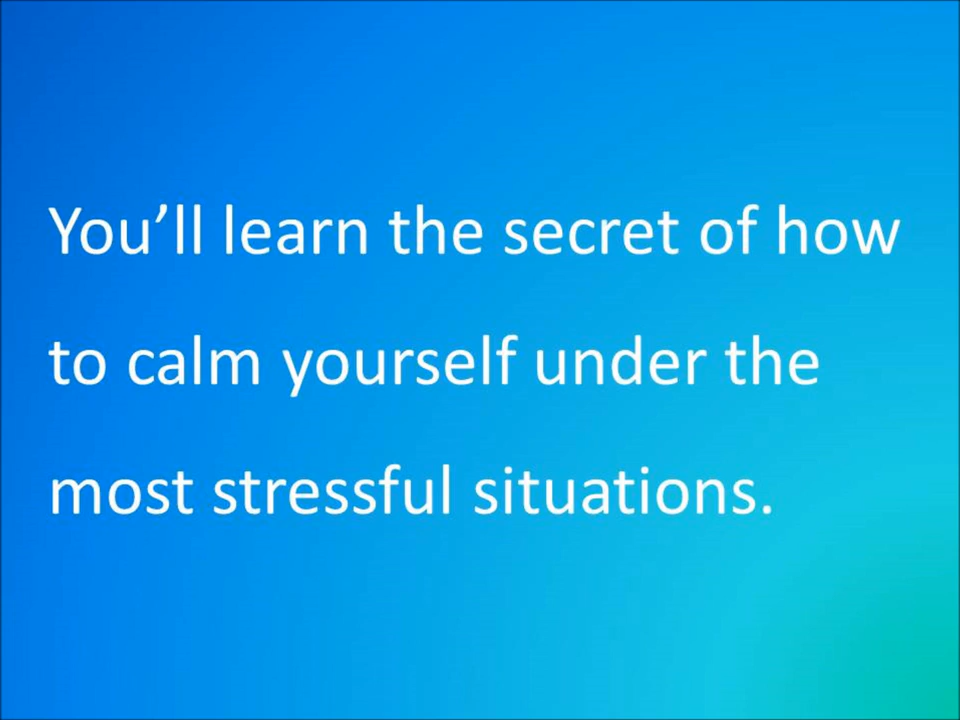 You’ll learn the secret of how
to calm yourself under the
most stressful situations.